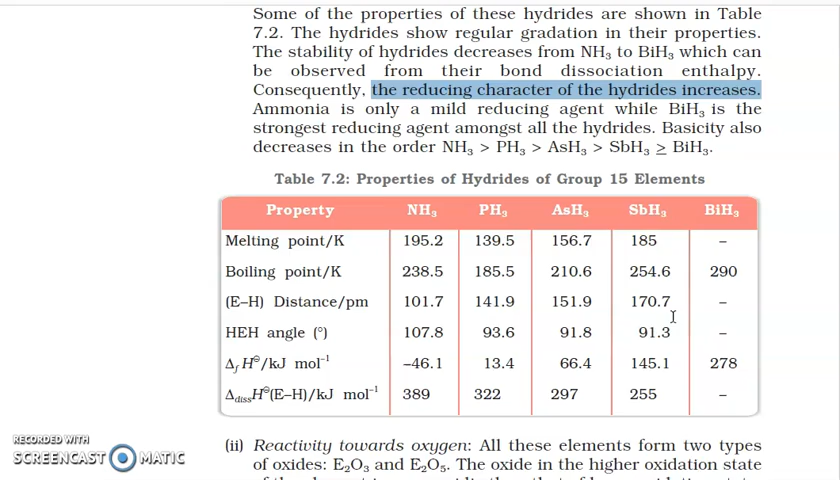 Some of the properties of these hydrides are shown in Table
7.2. The hydrides show regular gradation in their properties.
The stability of hydrides decreases from NH₃ to BiH₃ which can
be observed from their bond dissociation enthalpy.
Consequently, the reducing character of the hydrides increases.
Ammonia is only a mild reducing agent while BiH₃ is the
strongest reducing agent amongst all the hydrides. Basicity also
decreases in the order NH₃ > PH₃ > AsH₃ > SbH₃ ≥ BiH₃.
Table 7.2: Properties of Hydrides of Group 15 Elements
Property NH₃ PH₃ AsH₃ SbH₃ BiH₃
Melting point/K 195.2 139.5 156.7 185 –
Boiling point/K 238.5 185.5 210.6 254.6 290
(E–H) Distance/pm 101.7 141.9 151.9 170.7 –
HEH angle (°) 107.8 93.6 91.8 91.3 –
Δf H⊖/kJ mol⁻¹ –46.1 13.4 66.4 145.1 278
Δdiss H⊖(E–H)/kJ mol⁻¹ 389 322 297 255 –
(ii) Reactivity towards oxygen: All these elements form two types
of oxides: E₂O₃ and E₂O₅. The oxide in the higher oxidation state
RECORDED WITH
SCREENCAST MATIC